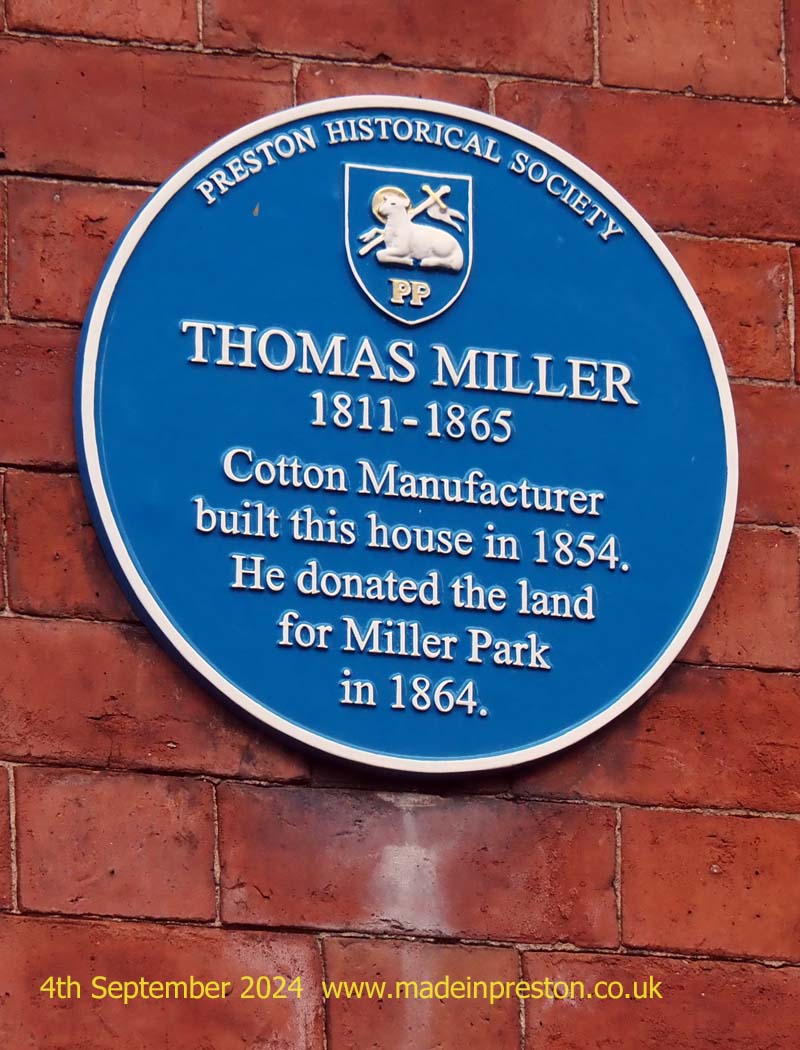 PRESTON HISTORICAL SOCIETY
PP
THOMAS MILLER
1811-1865
Cotton Manufacturer
built this house in 1854.
He donated the land
for Miller Park
in 1864.
4th September 2024 www.madeinpreston.co.uk